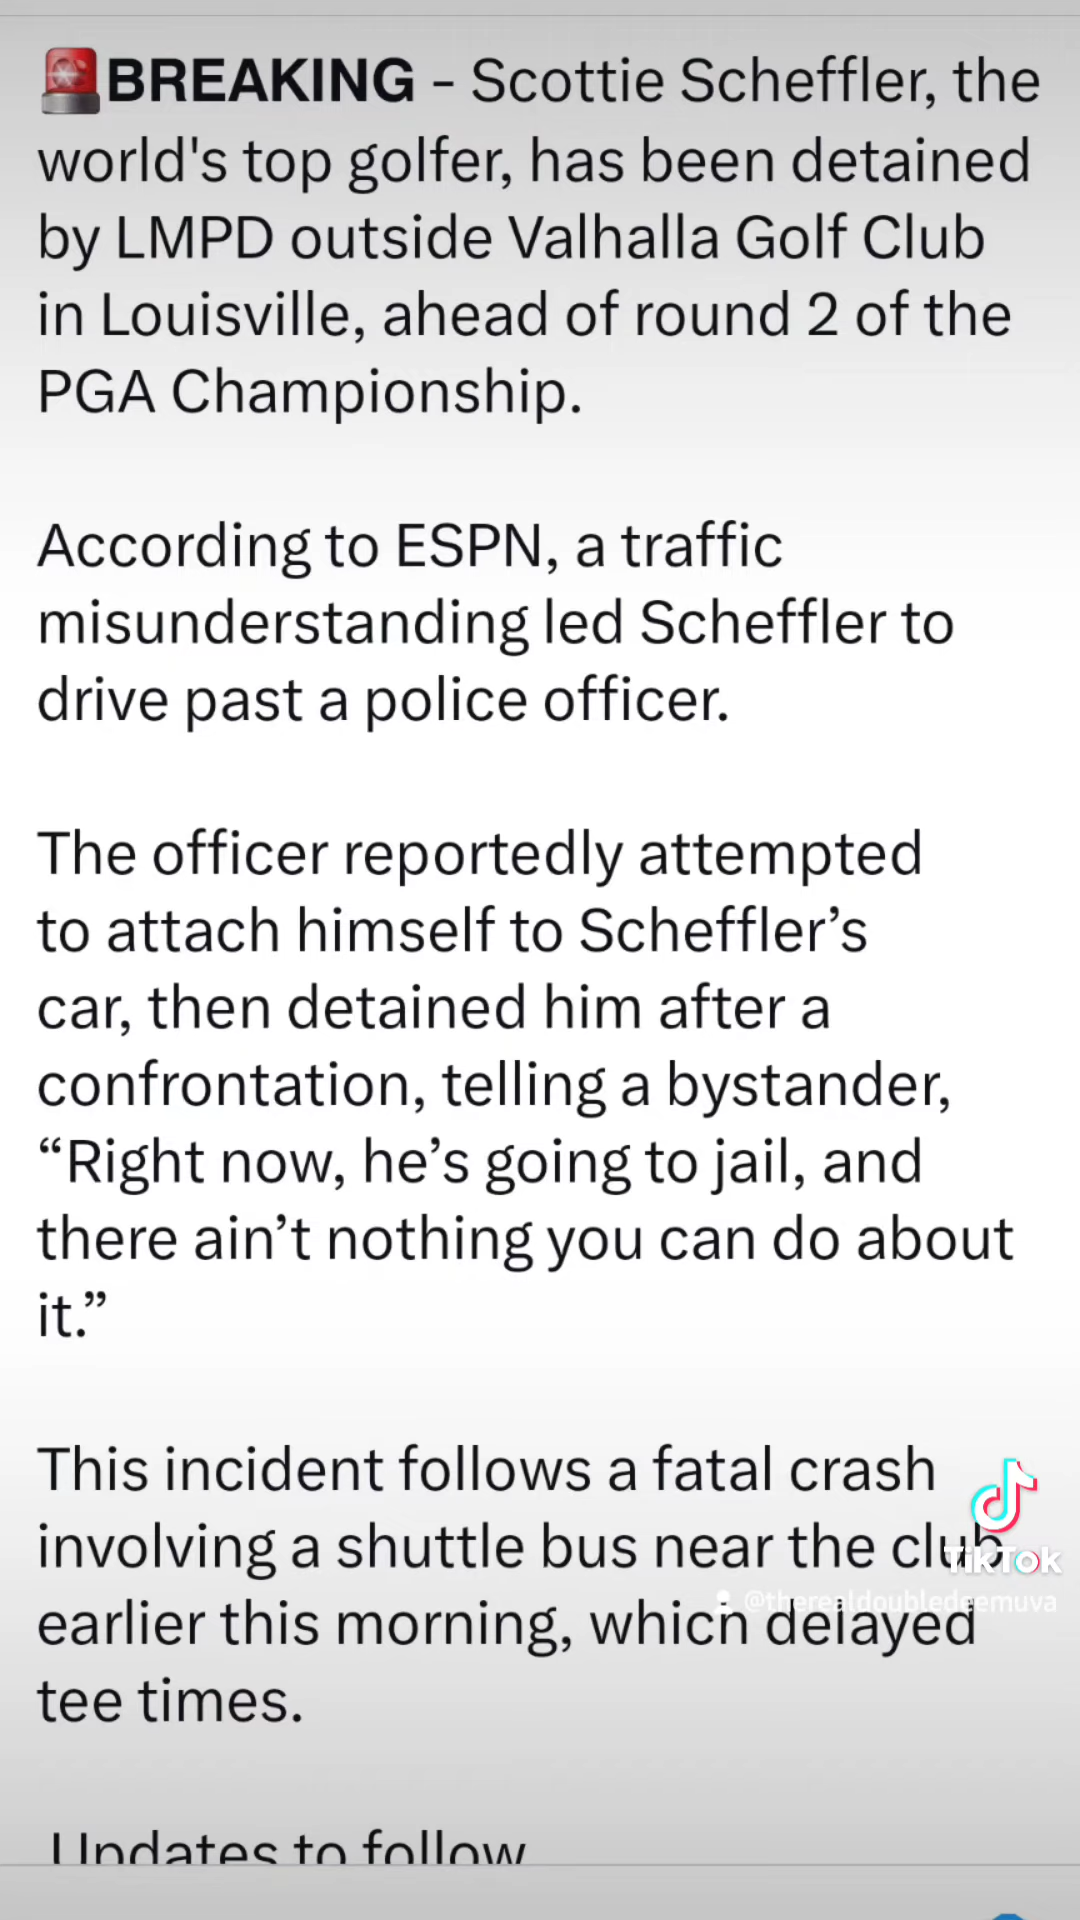 🚨BREAKING - Scottie Scheffler, the
world's top golfer, has been detained
by LMPD outside Valhalla Golf Club
in Louisville, ahead of round 2 of the
PGA Championship.
According to ESPN, a traffic
misunderstanding led Scheffler to
drive past a police officer.
The officer reportedly attempted
to attach himself to Scheffler’s
car, then detained him after a
confrontation, telling a bystander,
“Right now, he’s going to jail, and
there ain’t nothing you can do about
it.”
This incident follows a fatal crash
involving a shuttle bus near the club
TikTok
@therealdoubledeemuva
earlier this morning, which delayed
tee times.
Updates to follow